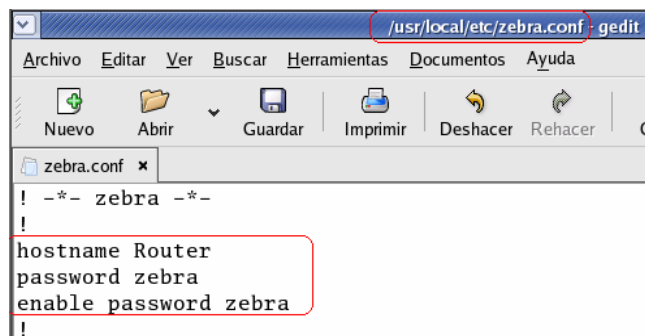 /usr/local/etc/zebra.conf - gedit
Archivo Editar Ver Buscar Herramientas Documentos Ayuda
Nuevo Abrir Guardar Imprimir Deshacer Rehacer
zebra.conf ×
! -*- zebra -*-
!
hostname Router
password zebra
enable password zebra
!